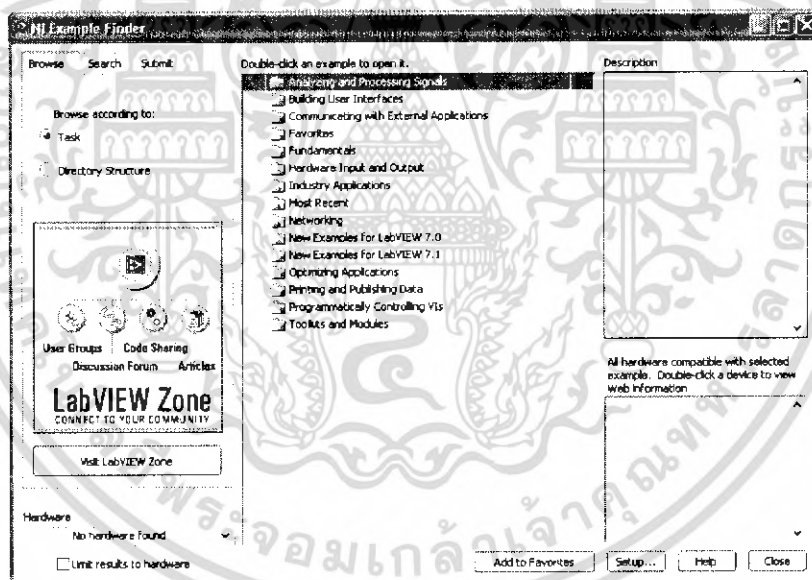 NI Example Finder
Browse Search Submit
Browse according to:
Task
Directory Structure
User Groups Code Sharing
Discussion Forum Articles
LabVIEW Zone
CONNECT TO YOUR COMMUNITY
Visit LabVIEW Zone
Hardware
No hardware found
Limit results to hardware
Double-click an example to open it.
Analyzing and Processing Signals
Building User Interfaces
Communicating with External Applications
Favorites
Fundamentals
Hardware Input and Output
Industry Applications
Most Recent
Networking
New Examples for LabVIEW 7.0
New Examples for LabVIEW 7.1
Optimizing Applications
Printing and Publishing Data
Programmatically Controlling VIs
Toolkits and Modules
Description
All hardware compatible with selected
example. Double-click a device to view
Web information
Add to Favorites Setup... Help Close